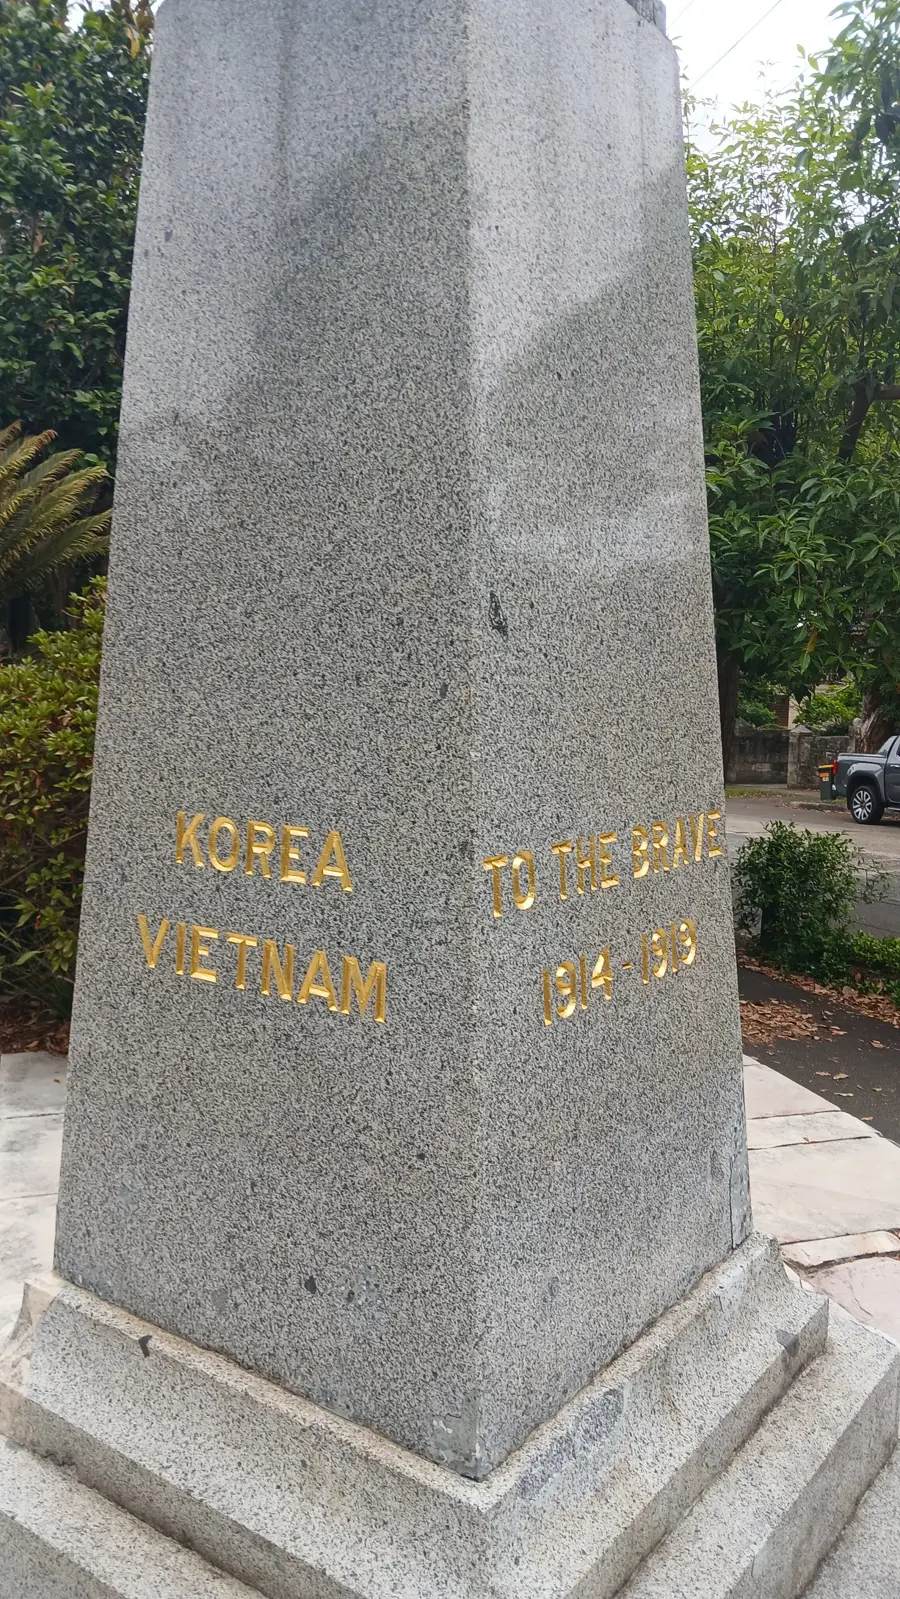 KOREA
VIETNAM
TO THE BRAVE
1914-1919